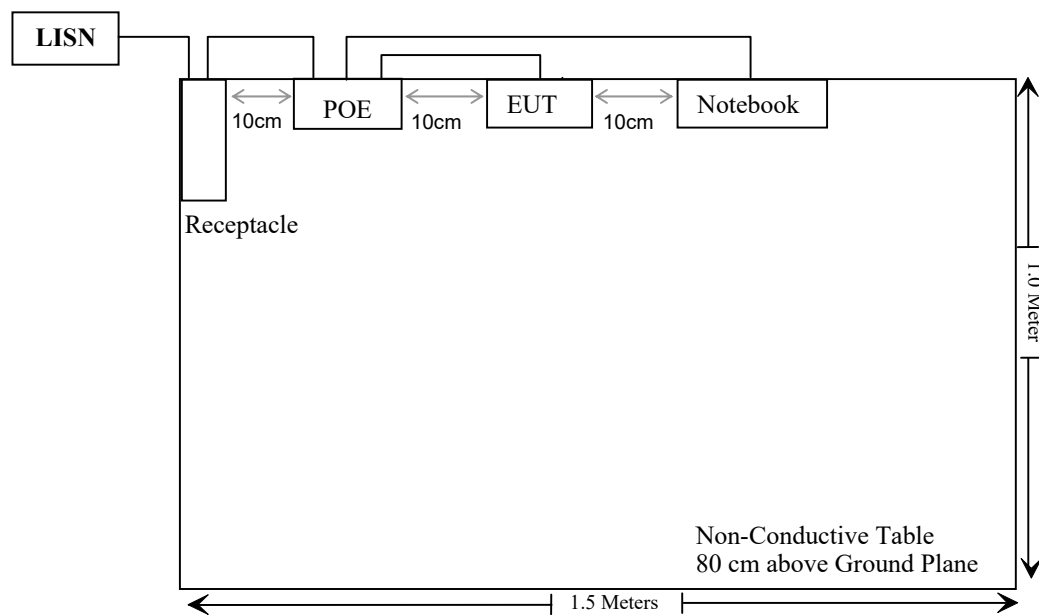 LISN
POE
EUT
Notebook
10cm
10cm
10cm
Receptacle
1.0 Meter
Non-Conductive Table
80 cm above Ground Plane
1.5 Meters